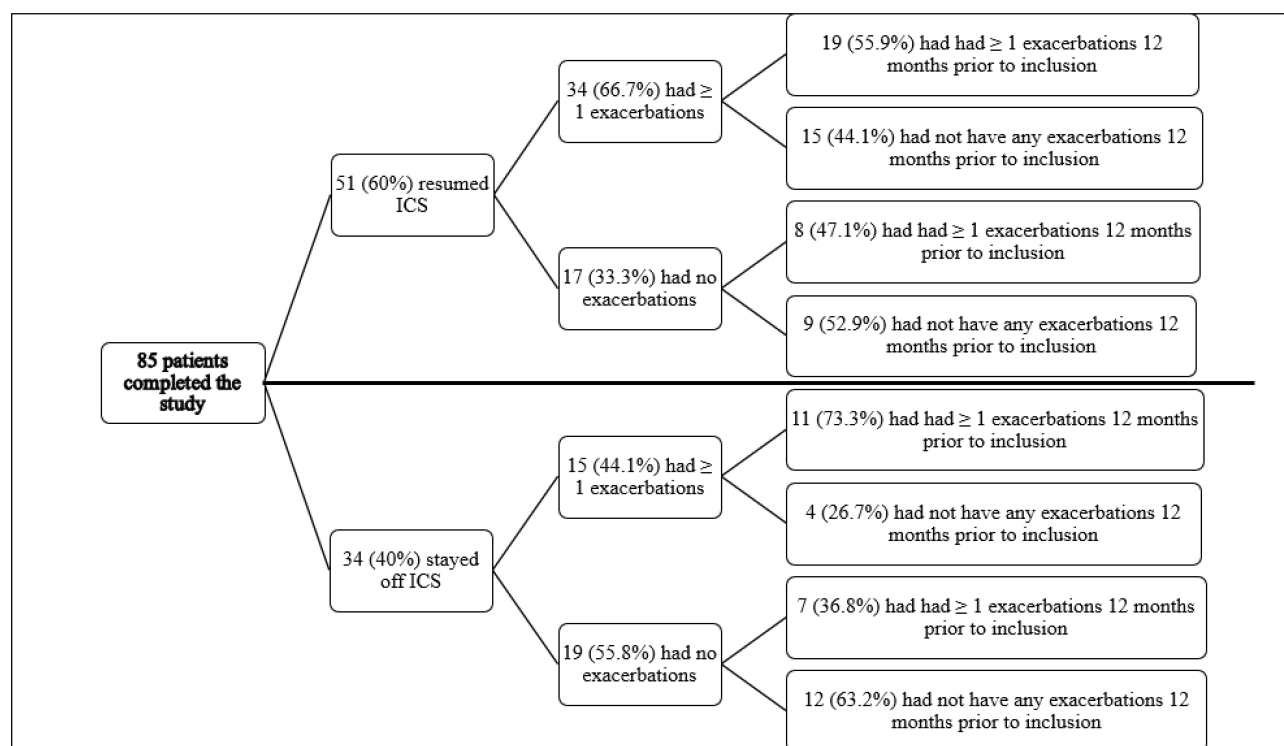 85 patients
completed the
study
51 (60%) resumed
ICS
34 (66.7%) had ≥
1 exacerbations
19 (55.9%) had had ≥ 1 exacerbations 12
months prior to inclusion
15 (44.1%) had not have any exacerbations 12
months prior to inclusion
17 (33.3%) had no
exacerbations
8 (47.1%) had had ≥ 1 exacerbations 12 months
prior to inclusion
9 (52.9%) had not have any exacerbations 12
months prior to inclusion
34 (40%) stayed
off ICS
15 (44.1%) had ≥
1 exacerbations
11 (73.3%) had had ≥ 1 exacerbations 12 months
prior to inclusion
4 (26.7%) had not have any exacerbations 12
months prior to inclusion
19 (55.8%) had no
exacerbations
7 (36.8%) had had ≥ 1 exacerbations 12 months
prior to inclusion
12 (63.2%) had not have any exacerbations 12
months prior to inclusion